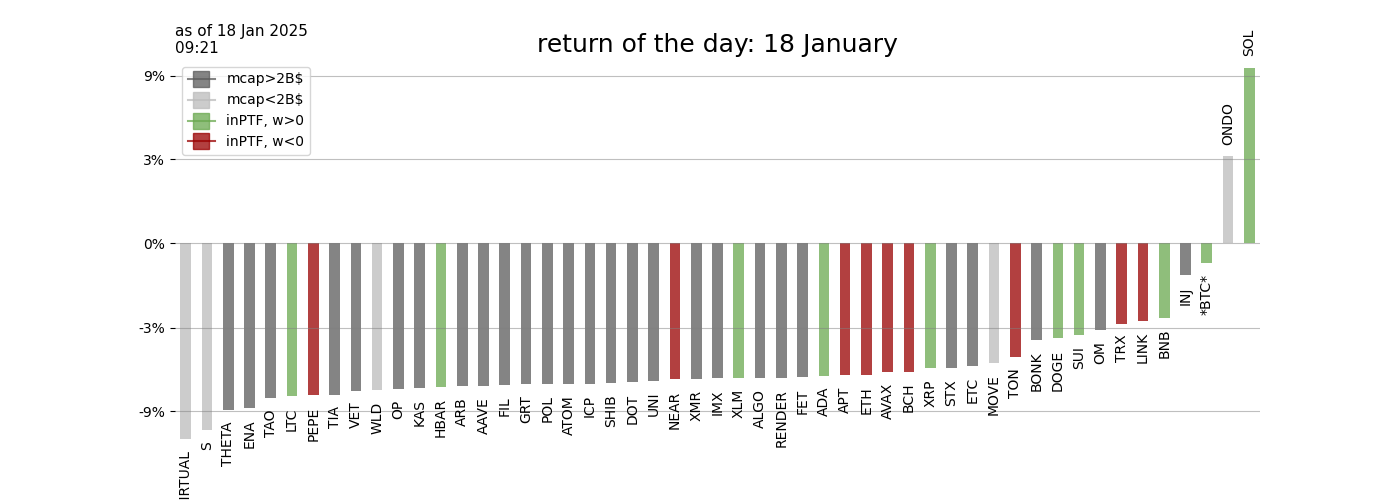 as of 18 Jan 2025
09:21
return of the day: 18 January
mcap>2B$
mcap<2B$
inPTF, w>0
inPTF, w<0
9%
3%
0%
-3%
-9%
IRTUAL
S
THETA
ENA
TAO
LTC
PEPE
TIA
VET
WLD
OP
KAS
HBAR
ARB
AAVE
FIL
GRT
POL
ATOM
ICP
SHIB
DOT
UNI
NEAR
XMR
IMX
XLM
ALGO
RENDER
FET
ADA
APT
ETH
AVAX
BCH
XRP
STX
ETC
MOVE
TON
BONK
DOGE
SUI
OM
TRX
LINK
BNB
INJ
*BTC*
ONDO
SOL